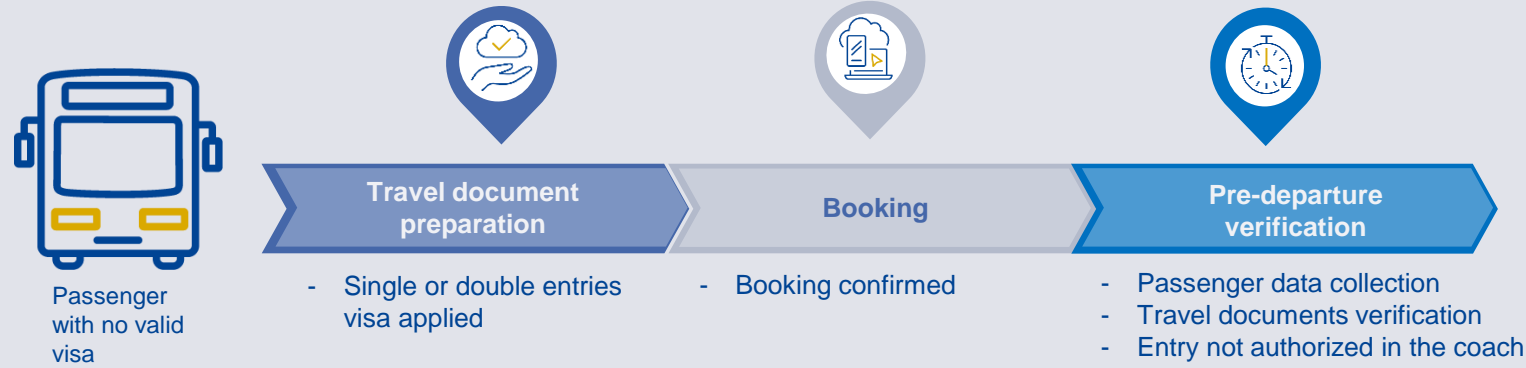 Passenger
with no valid
visa
Travel document
preparation
- Single or double entries
visa applied
Booking
- Booking confirmed
Pre-departure
verification
- Passenger data collection
- Travel documents verification
- Entry not authorized in the coach